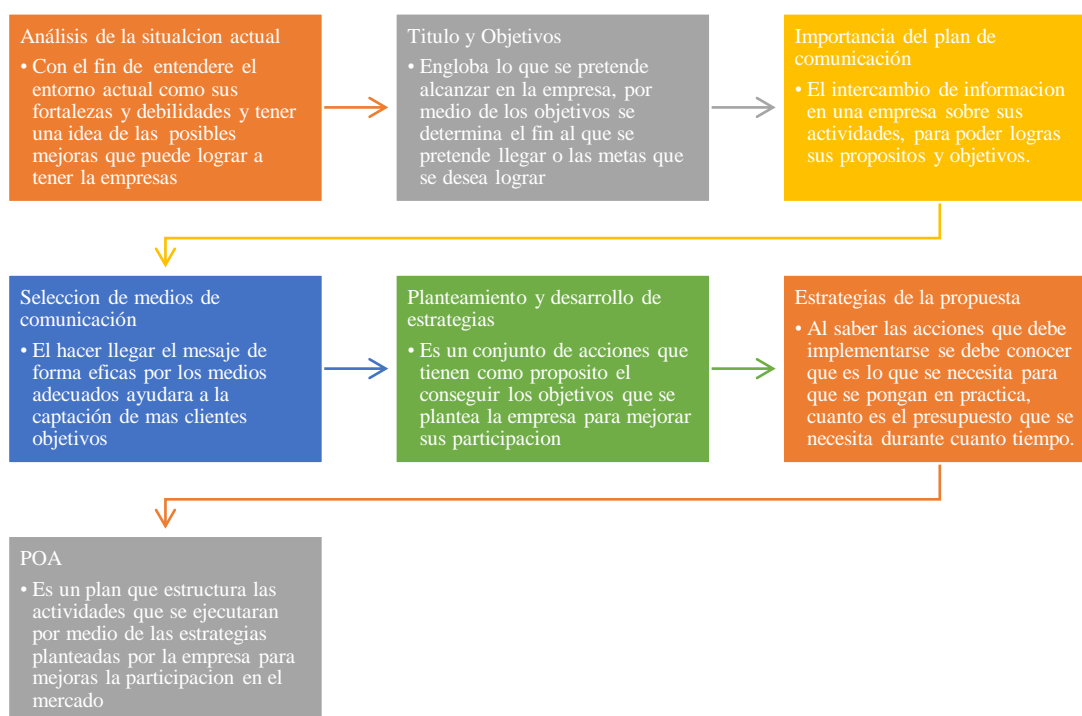 Análisis de la situalcion actual
• Con el fin de entendere el
entorno actual como sus
fortalezas y debilidades y tener
una idea de las posibles
mejoras que puede lograr a
tener la empresas
Titulo y Objetivos
• Engloba lo que se pretende
alcanzar en la empresa, por
medio de los objetivos se
determina el fin al que se
pretende llegar o las metas que
se desea lograr
Importancia del plan de
comunicación
• El intercambio de informacion
en una empresa sobre sus
actividades, para poder logras
sus propositos y objetivos.
Seleccion de medios de
comunicación
• El hacer llegar el mesaje de
forma eficas por los medios
adecuados ayudara a la
captación de mas clientes
objetivos
Planteamiento y desarrollo de
estrategias
• Es un conjunto de acciones que
tienen como proposito el
conseguir los objetivos que se
plantea la empresa para mejorar
sus participacion
Estrategias de la propuesta
• Al saber las acciones que debe
implementarse se debe conocer
que es lo que se necesita para
que se pongan en practica,
cuanto es el presupuesto que se
necesita durante cuanto tiempo.
POA
• Es un plan que estructura las
actividades que se ejecutaran
por medio de las estrategias
planteadas por la empresa para
mejoras la participacion en el
mercado